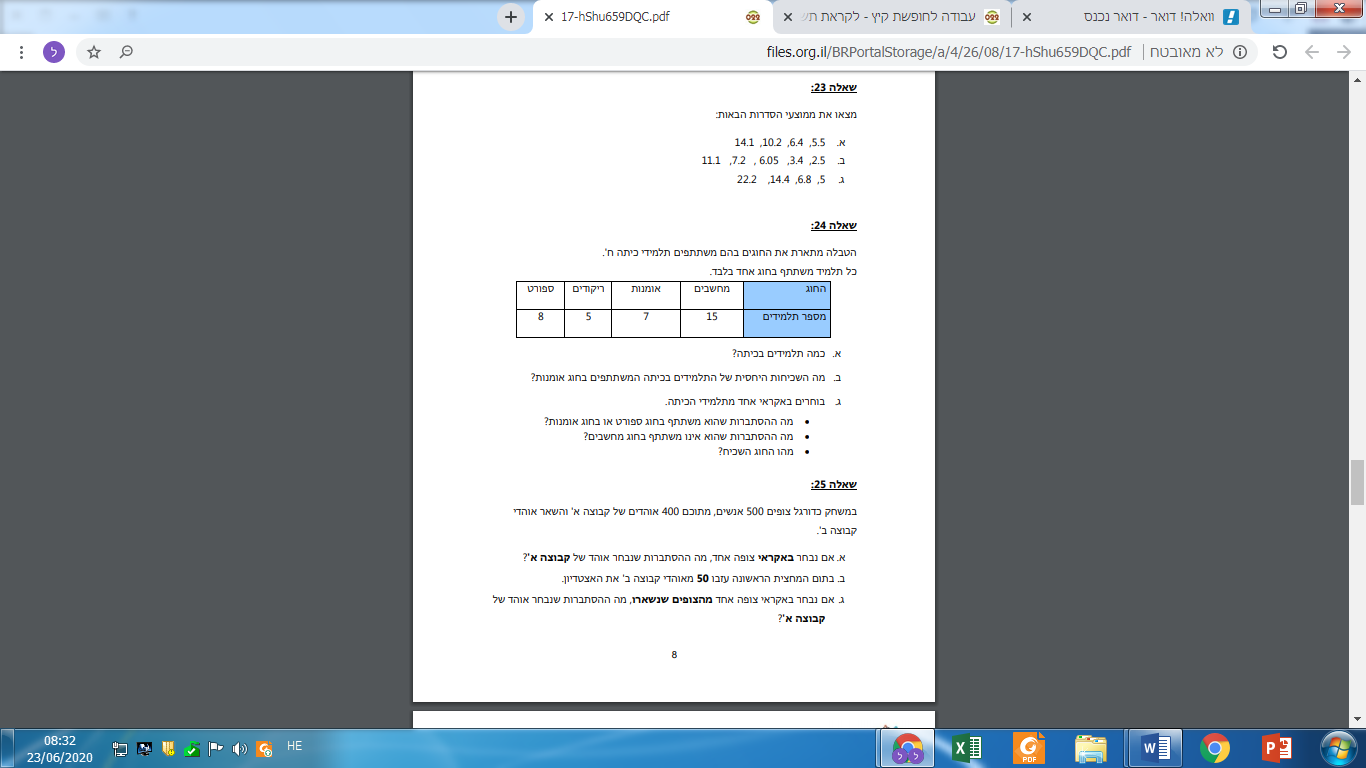 17-hShu659DQC.pdf
עבודה לחופשת קיץ - לקראת
וואלה! דואר - דואר נכנס
files.org.il/BRPortalStorage/a/4/26/08/17-hShu659DQC.pdf
לא מאובטח
ל
שאלה 23:
מצאו את ממוצעי הסדרות הבאות:
א. 5.5, 6.4, 10.2, 14.1
ב. 2.5, 3.4, 6.05 , 7.2, 11.1
ג. 5, 6.8, 14.4, 22.2
שאלה 24:
הטבלה מתארת את החוגים בהם משתתפים תלמידי כיתה ח'.
כל תלמיד משתתף בחוג אחד בלבד.
החוג מחשבים אומנות ריקודים ספורט
מספר תלמידים 15 7 5 8
א. כמה תלמידים בכיתה?
ב. מה השכיחות היחסית של התלמידים בכיתה המשתתפים בחוג אומנות?
ג. בוחרים באקראי אחד מתלמידי הכיתה.
• מה ההסתברות שהוא משתתף בחוג ספורט או בחוג אומנות?
• מה ההסתברות שהוא אינו משתתף בחוג מחשבים?
• מהו החוג השכיח?
שאלה 25:
במשחק כדורגל צופים 500 אנשים, מתוכם 400 אוהדים של קבוצה א' והשאר אוהדי
קבוצה ב'.
א. אם נבחר באקראי צופה אחד, מה ההסתברות שנבחר אוהד של קבוצה א'?
ב. בתום המחצית הראשונה עזבו 50 מאוהדי קבוצה ב' את האצטדיון.
ג. אם נבחר באקראי צופה אחד מהצופים שנשארו, מה ההסתברות שנבחר אוהד של
קבוצה א'?
8
08:32
23/06/2020
HE
PDF